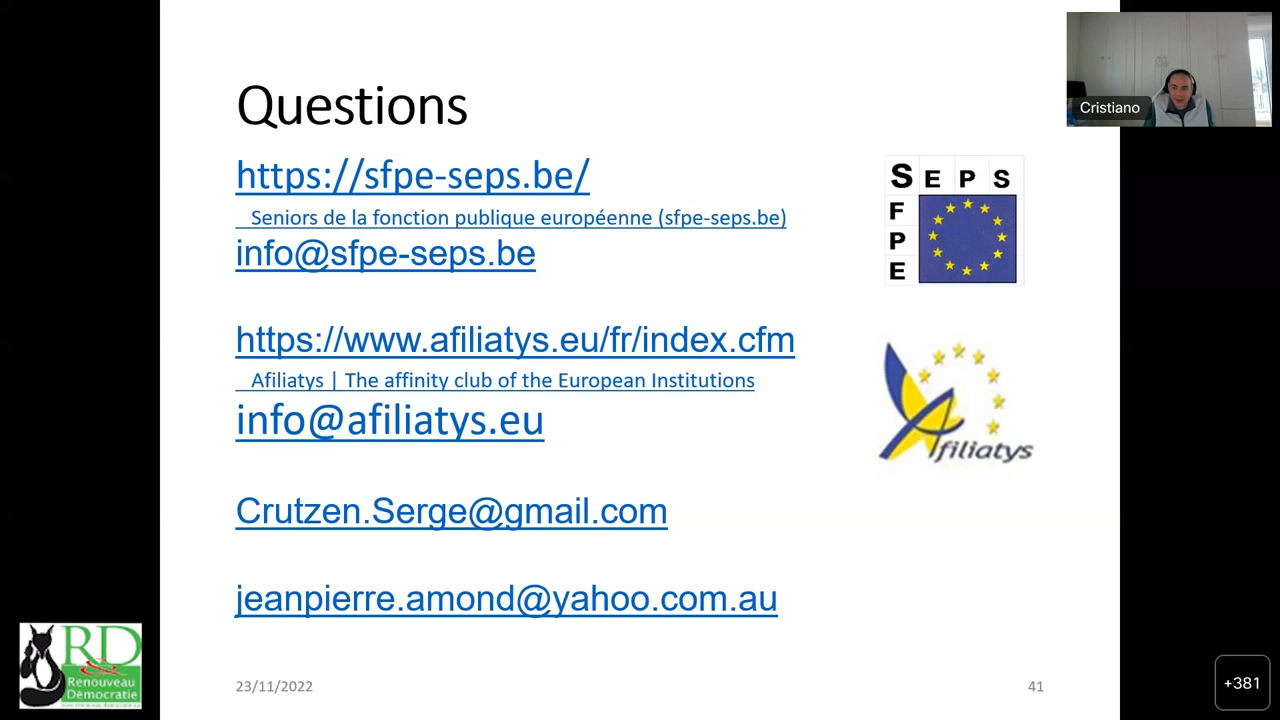 Questions
https://sfpe-seps.be/
Seniors de la fonction publique européenne (sfpe-seps.be)
info@sfpe-seps.be
https://www.afiliatys.eu/fr/index.cfm
Afiliatys | The affinity club of the European Institutions
info@afiliatys.eu
Crutzen.Serge@gmail.com
jeanpierre.amond@yahoo.com.au
23/11/2022
41
S E P S
F
P
E
Afiliatys
Cristiano
RD
Renouveau
Démocratie
+381